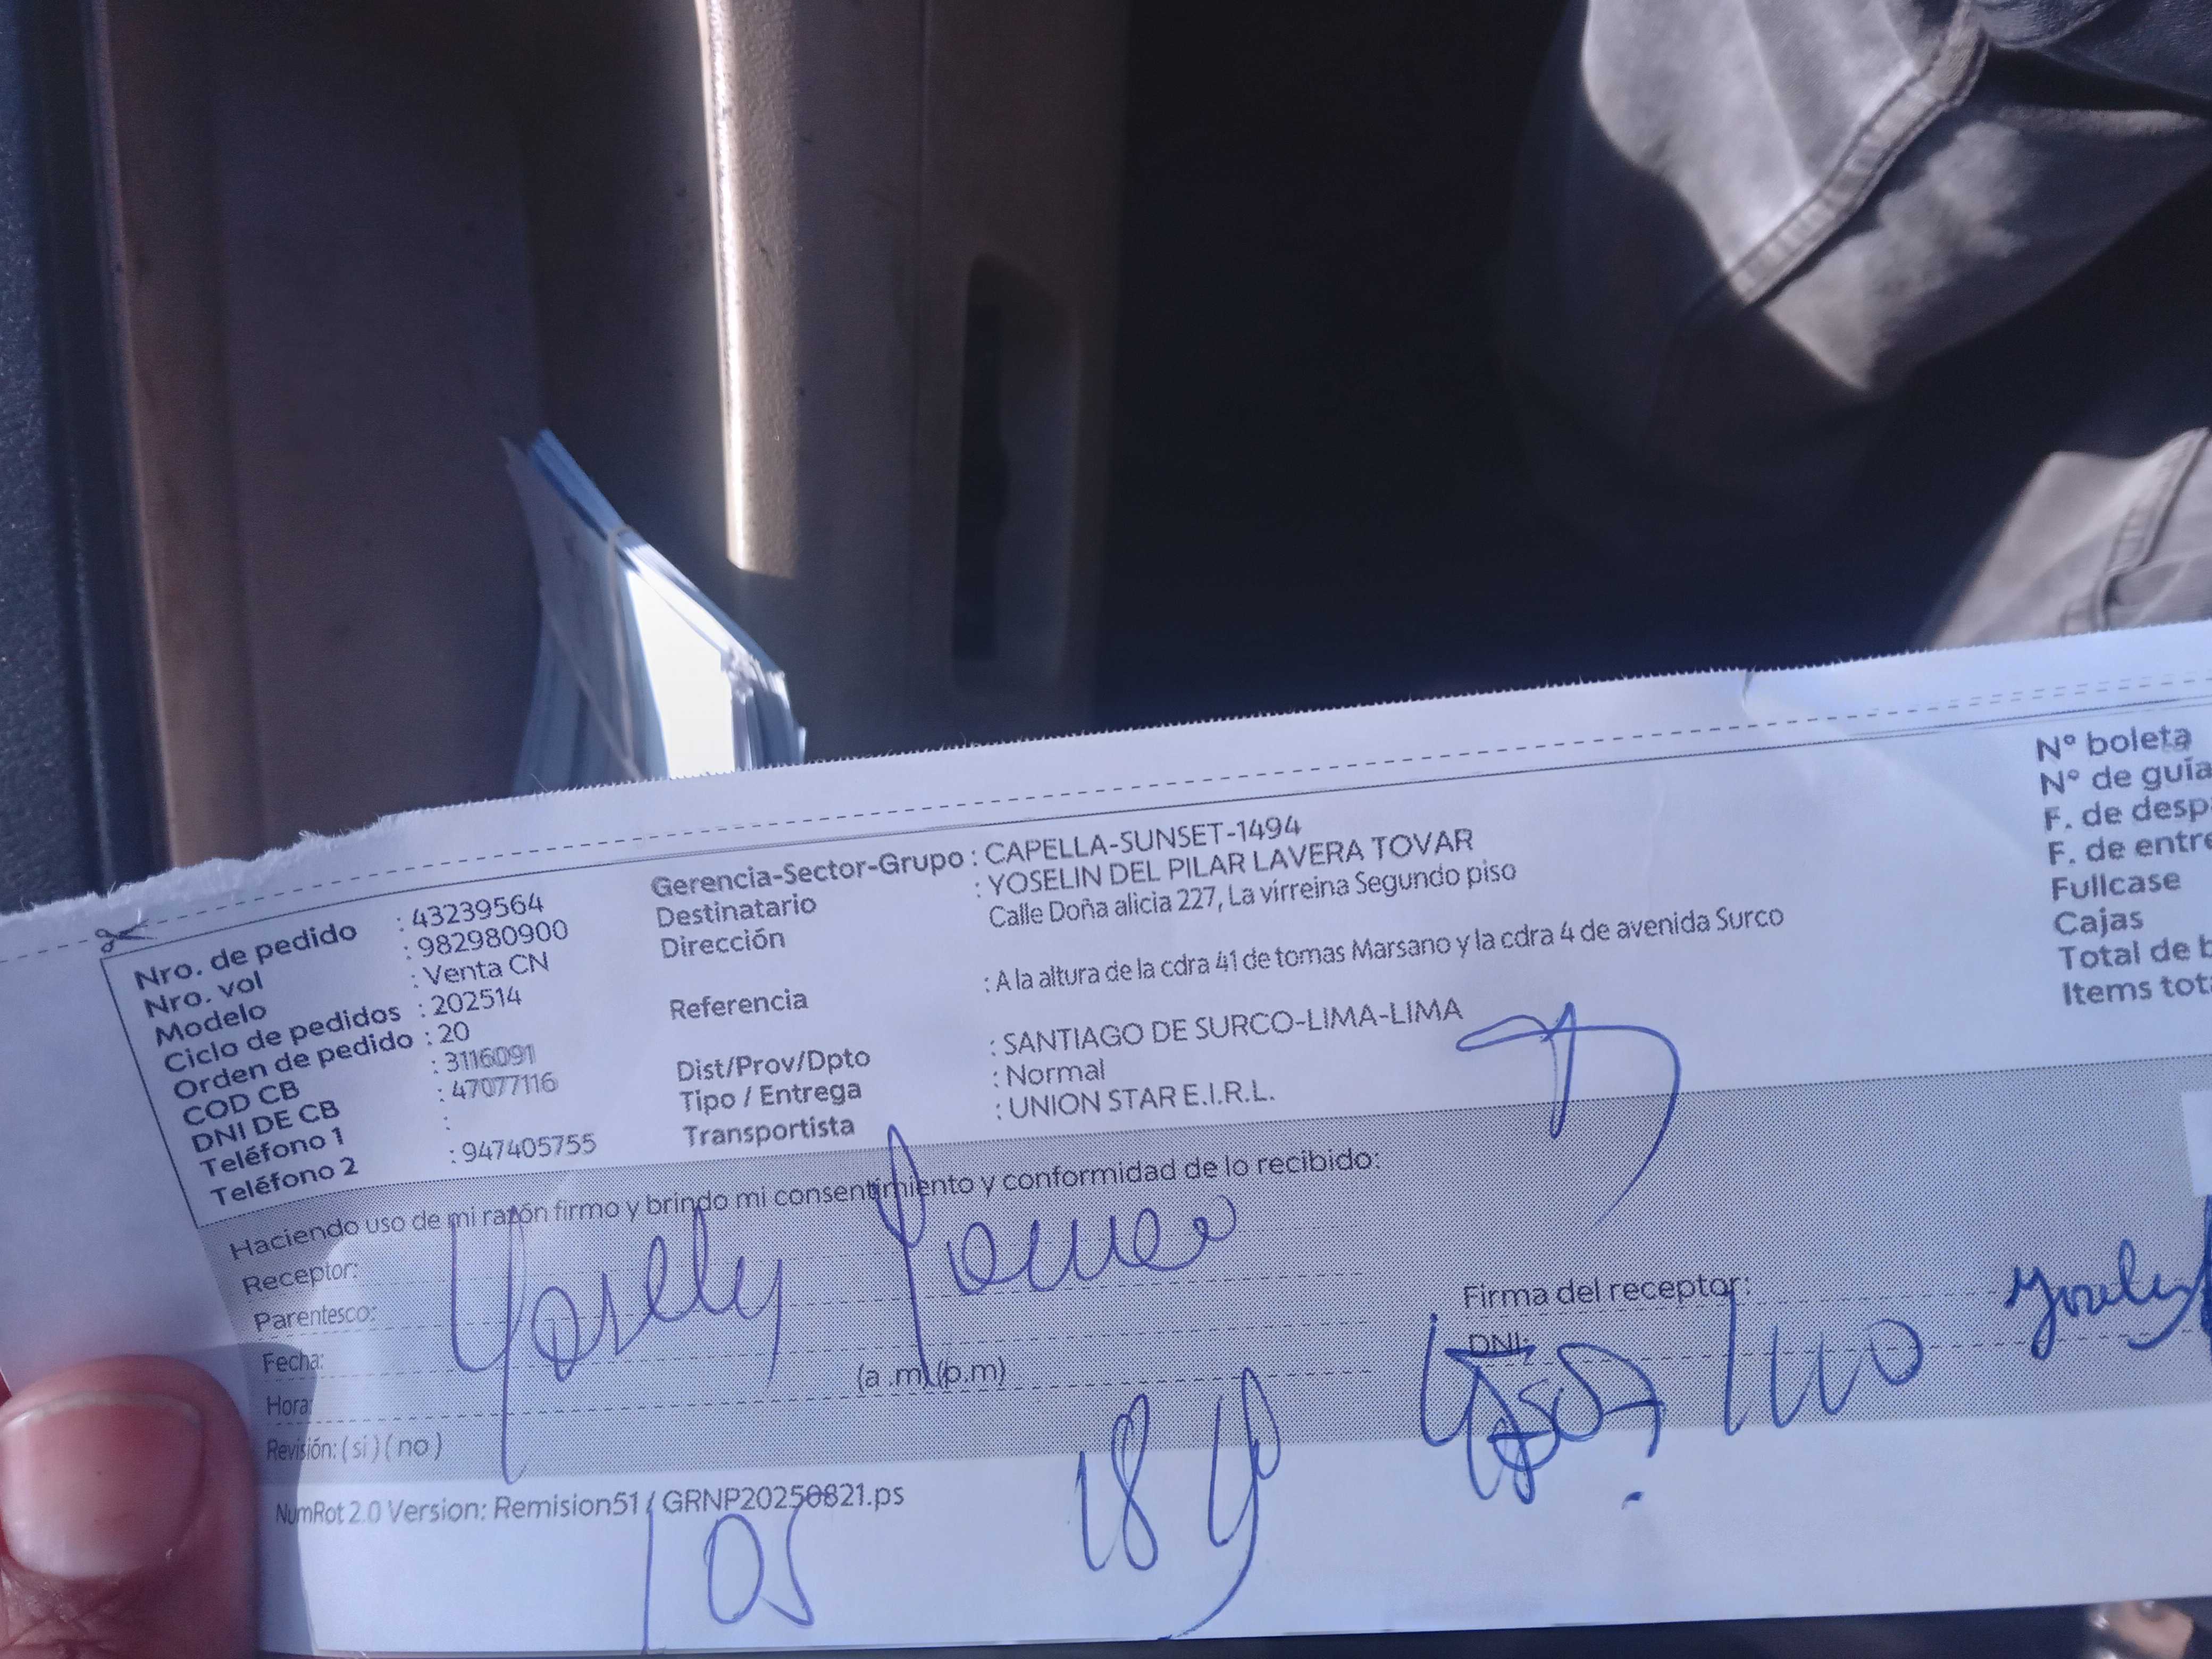 Nro. de pedido : 43239564
Nro. vol : 982980900
Modelo : Venta CN
Ciclo de pedidos : 202514
Orden de pedido : 20
COD CB : 3116091
DNI DE CB : 47077116
Teléfono 1 :
Teléfono 2 : 947405755
Gerencia-Sector-Grupo : CAPELLA-SUNSET-1494
Destinatario : YOSELIN DEL PILAR LAVERA TOVAR
Dirección Calle Doña alicia 227, La virreina Segundo piso
Referencia : A la altura de la cdra 41 de tomas Marsano y la cdra 4 de avenida Surco
Dist/Prov/Dpto : SANTIAGO DE SURCO-LIMA-LIMA
Tipo / Entrega : Normal
Transportista : UNION STAR E.I.R.L.
Nº boleta
Nº de guía
F. de desp
F. de entre
Fullcase
Cajas
Total de b
Items tot
Haciendo uso de mi razón firmo y brindo mi consentimiento y conformidad de lo recibido:
Receptor:
Parentesco:
Fecha:
Hora: (a .m) (p.m)
Revisión: ( si ) ( no )
Firma del receptor:
DNI:
NumRot 2.0 Version: Remision51 / GRNP20250821.ps
105